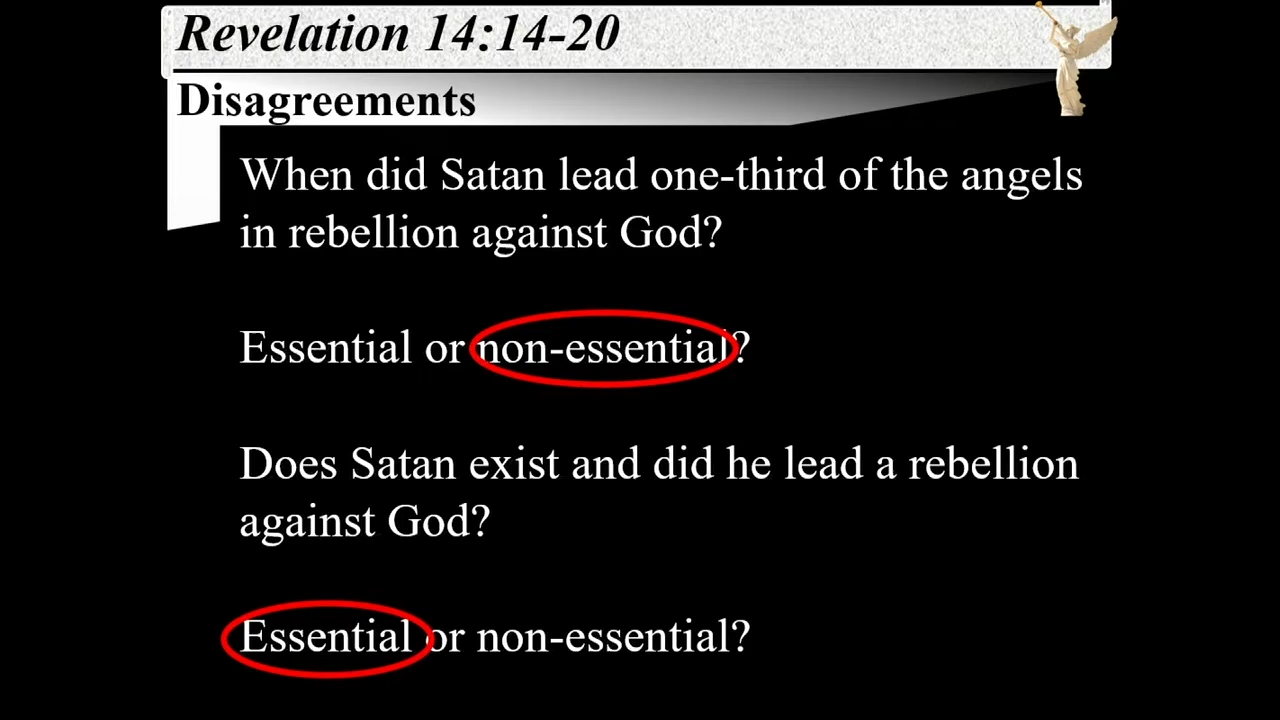 Revelation 14:14-20
Disagreements
When did Satan lead one-third of the angels
in rebellion against God?
Essential or non-essential?
Does Satan exist and did he lead a rebellion
against God?
Essential or non-essential?